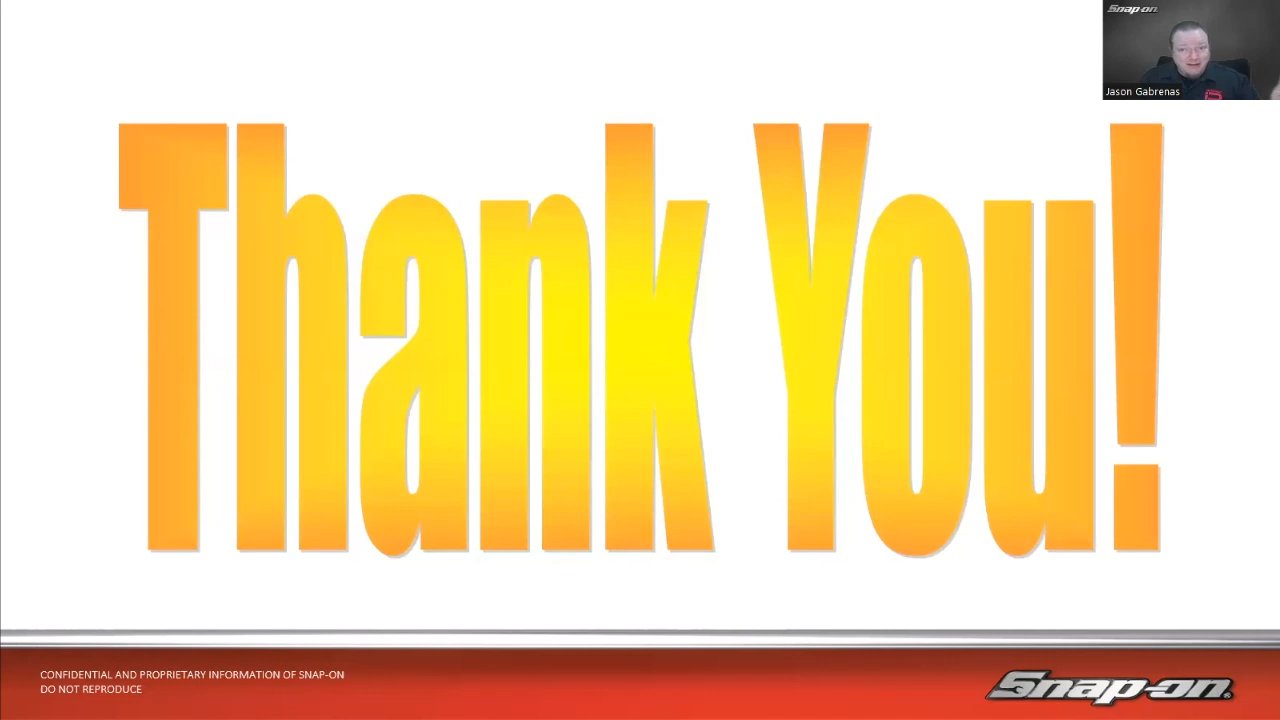 Snap-on
Jason Gabrenas
Thank You!
CONFIDENTIAL AND PROPRIETARY INFORMATION OF SNAP-ON
DO NOT REPRODUCE
Snap-on®